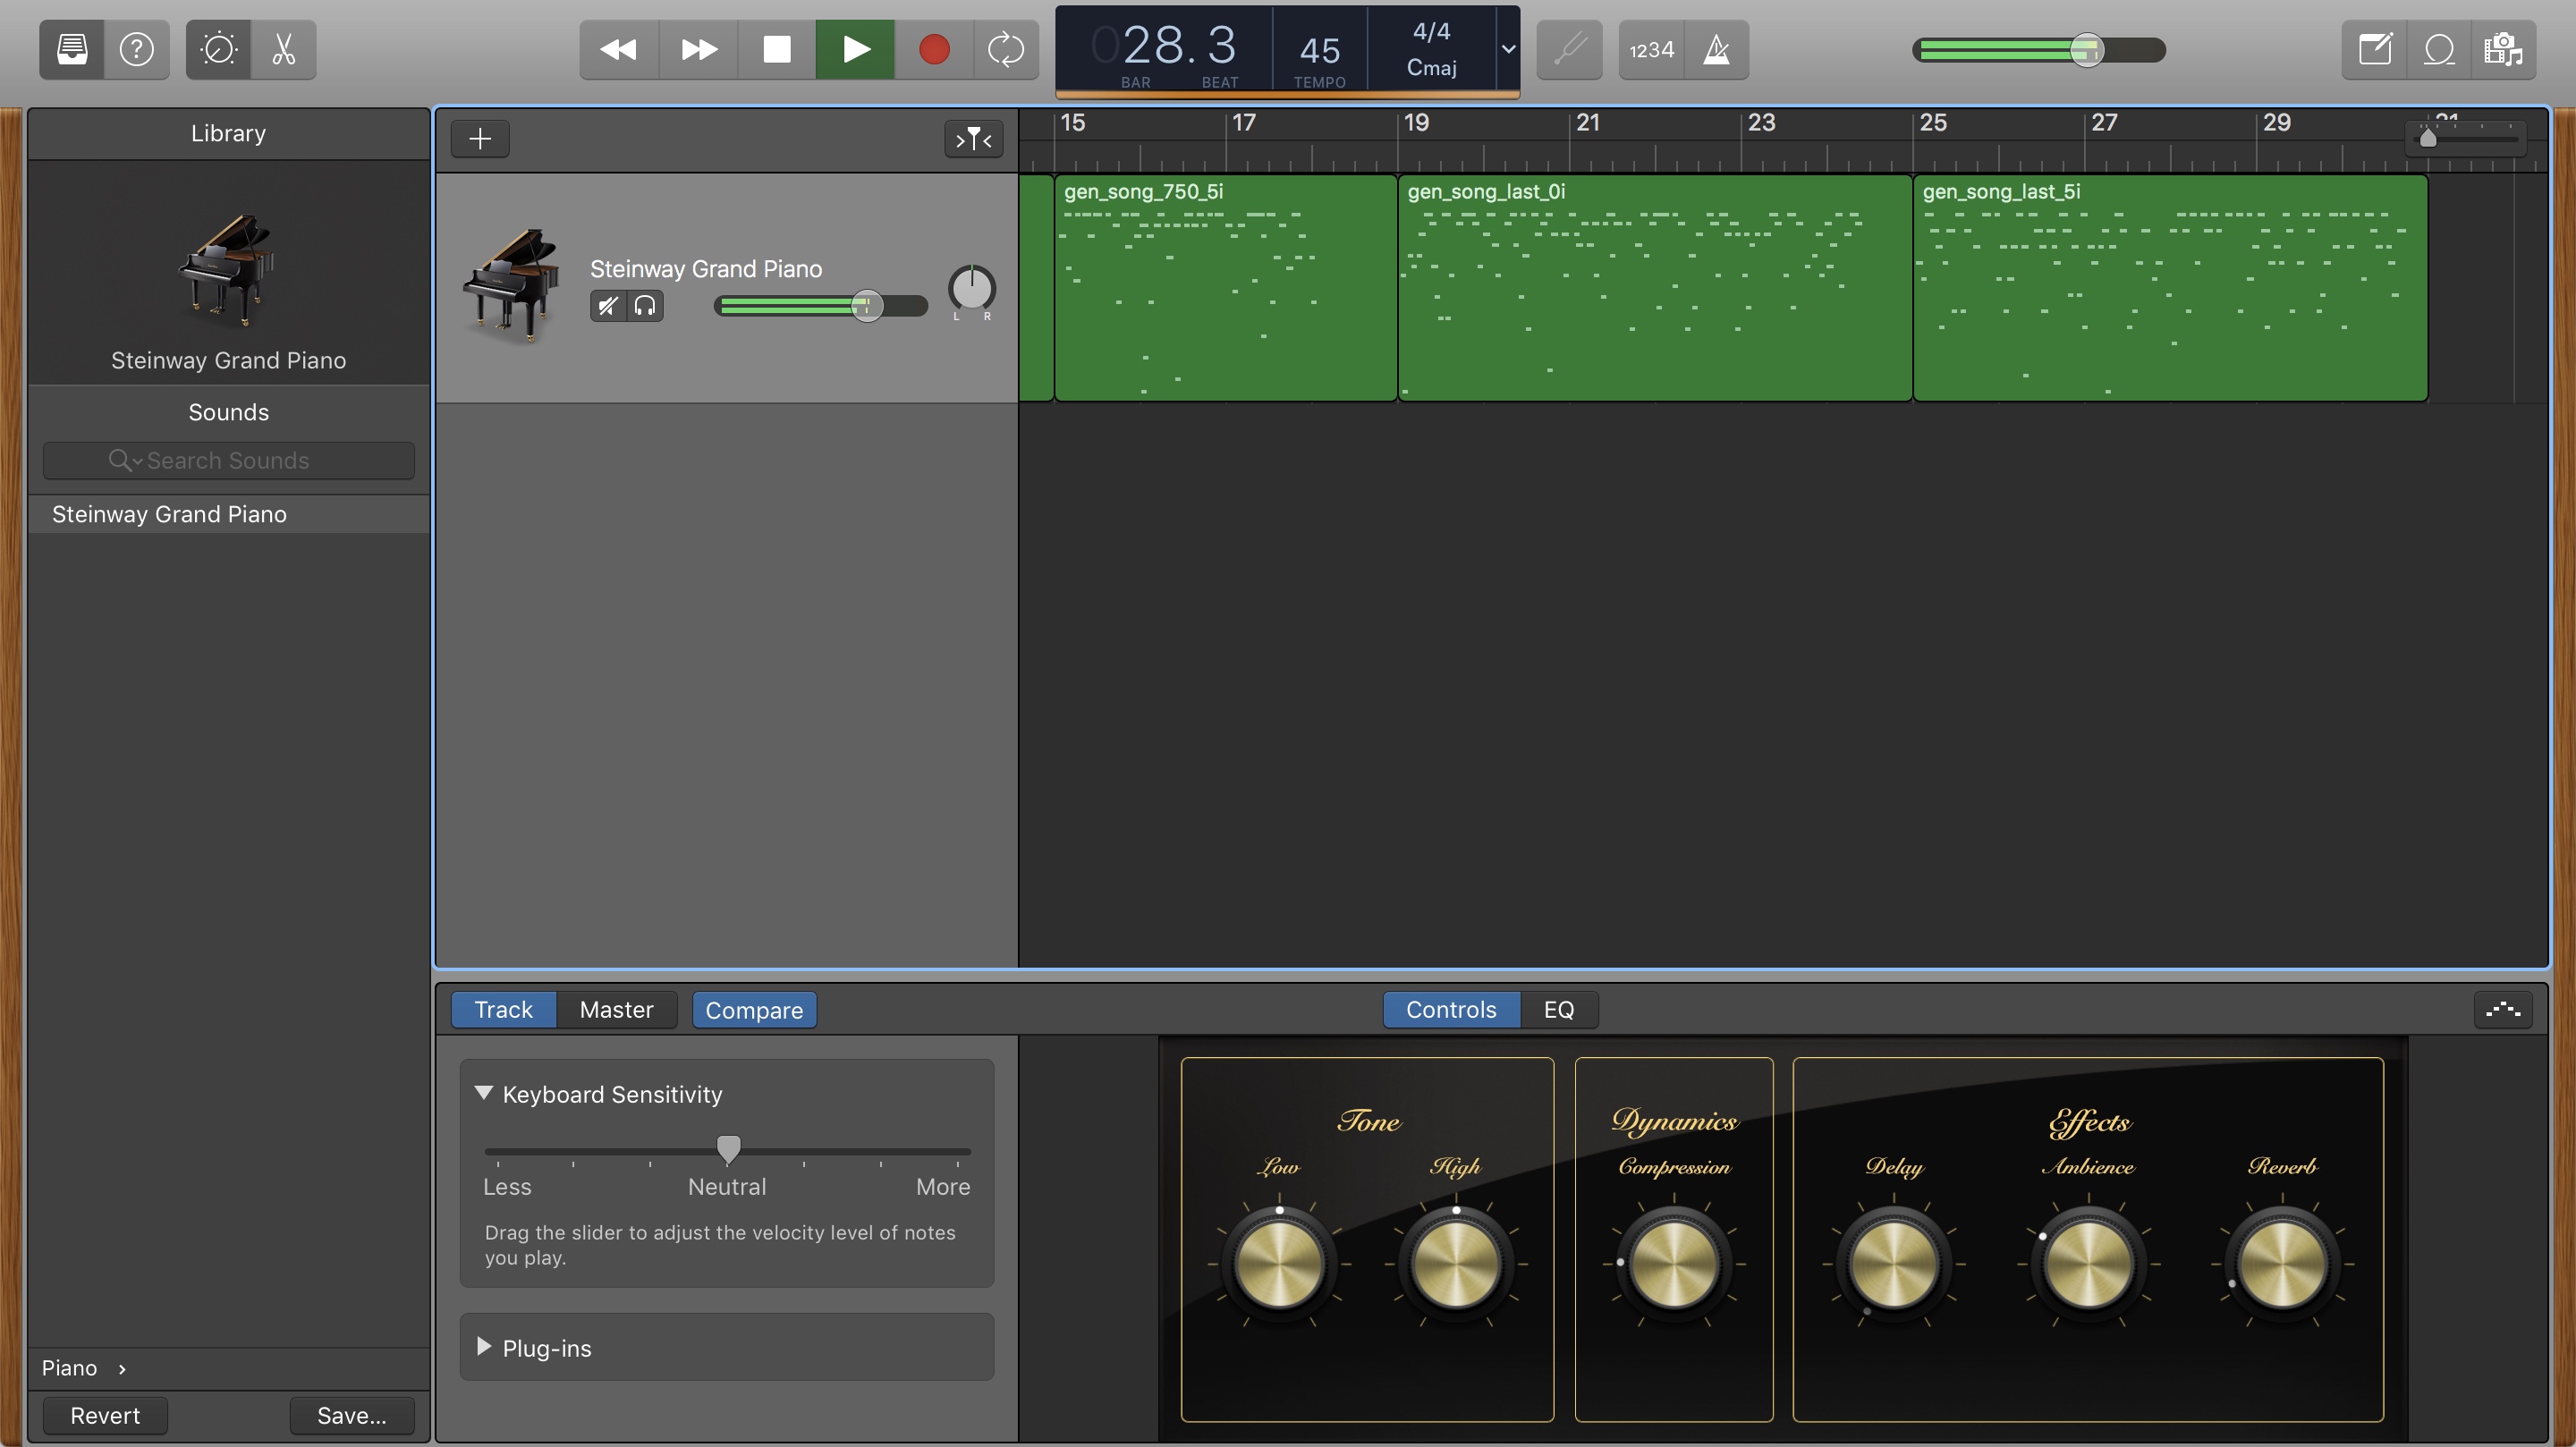 028. 3
BAR BEAT
45
TEMPO
4/4
Cmaj
1234
Library
Steinway Grand Piano
Sounds
Search Sounds
Steinway Grand Piano
Piano
Revert Save...
15 17 19 21 23 25 27 29 31
Steinway Grand Piano
L R
gen_song_750_5i gen_song_last_0i gen_song_last_5i
Track Master Compare Controls EQ
Keyboard Sensitivity
Less Neutral More
Drag the slider to adjust the velocity level of notes
you play.
Plug-ins
Tone
Low High
Dynamics
Compression
Effects
Delay Ambience Reverb